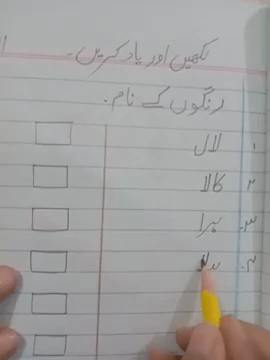 لکھیں اور یاد کریں۔
رنگوں کے نام۔
۱. لال
۲. کالا
۳. ہرا
۴.